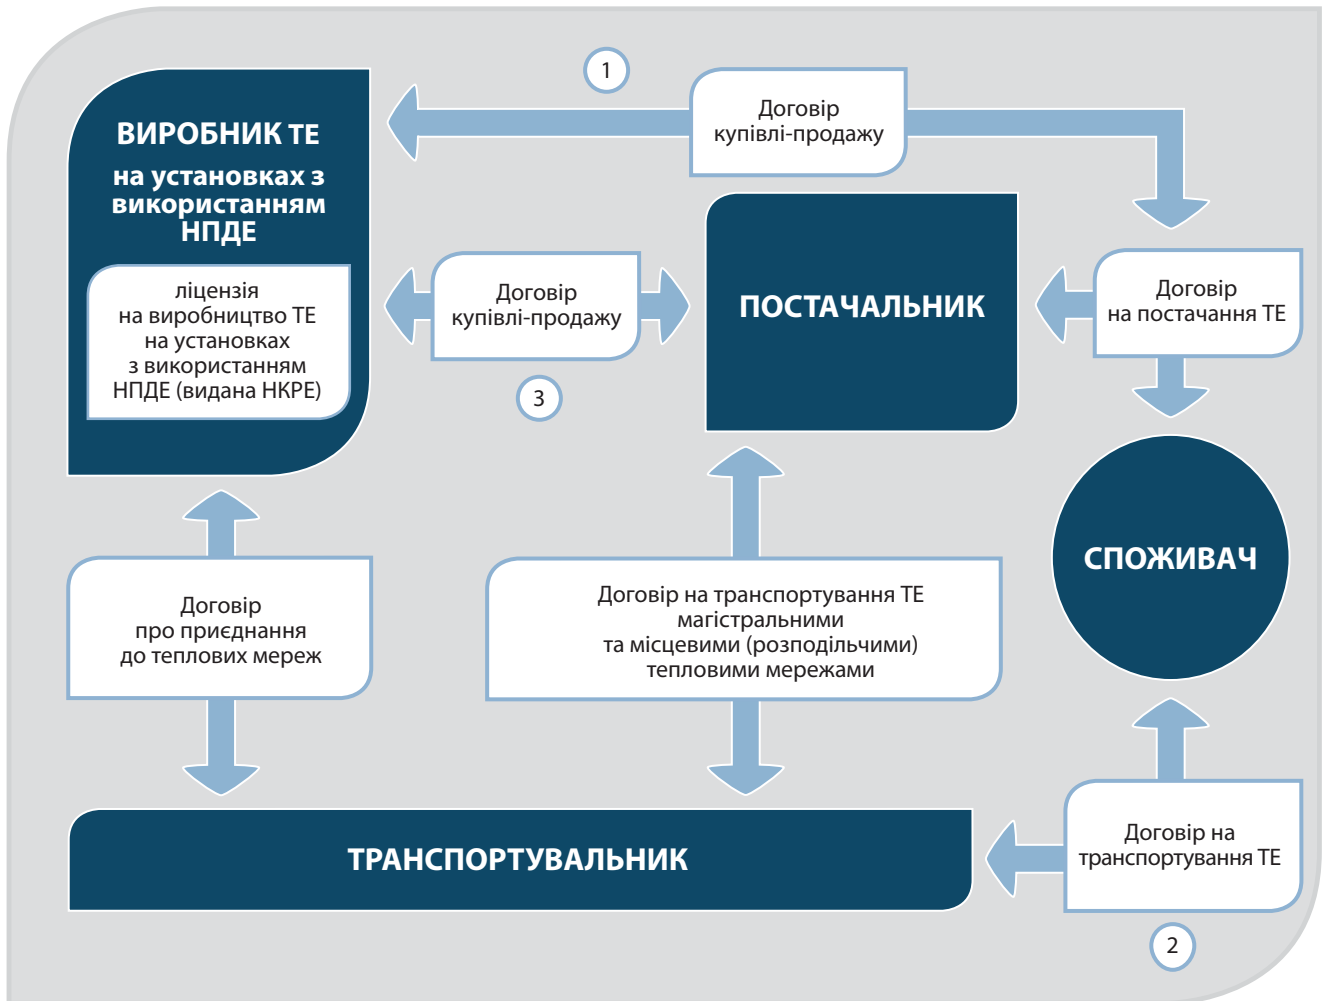 1
Договір
купівлі-продажу
ВИРОБНИК ТЕ
на установках з
використанням
НПДЕ
ліцензія
на виробництво ТЕ
на установках
з використанням
НПДЕ (видана НКРЕ)
Договір
купівлі-продажу
3
ПОСТАЧАЛЬНИК
Договір
на постачання ТЕ
СПОЖИВАЧ
Договір
про приєднання
до теплових мереж
Договір на транспортування ТЕ
магістральними
та місцевими (розподільчими)
тепловими мережами
ТРАНСПОРТУВАЛЬНИК
Договір на
транспортування ТЕ
2